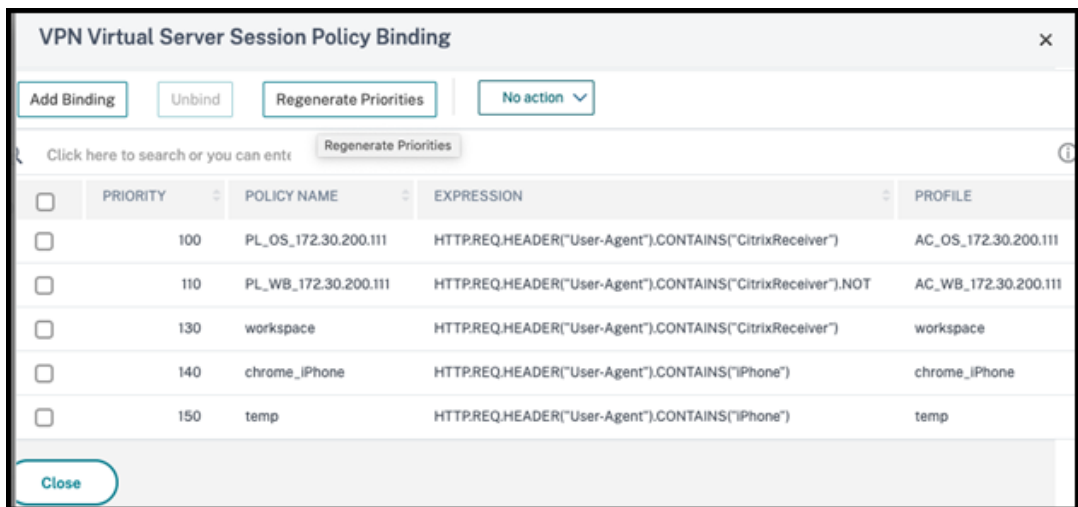 VPN Virtual Server Session Policy Binding
Add Binding Unbind Regenerate Priorities No action
Click here to search or you can ente Regenerate Priorities
PRIORITY POLICY NAME EXPRESSION PROFILE
100 PL_OS_172.30.200.111 HTTP.REQ.HEADER("User-Agent").CONTAINS("CitrixReceiver") AC_OS_172.30.200.111
110 PL_WB_172.30.200.111 HTTP.REQ.HEADER("User-Agent").CONTAINS("CitrixReceiver").NOT AC_WB_172.30.200.111
130 workspace HTTP.REQ.HEADER("User-Agent").CONTAINS("CitrixReceiver") workspace
140 chrome_iPhone HTTP.REQ.HEADER("User-Agent").CONTAINS("iPhone") chrome_iPhone
150 temp HTTP.REQ.HEADER("User-Agent").CONTAINS("iPhone") temp
Close